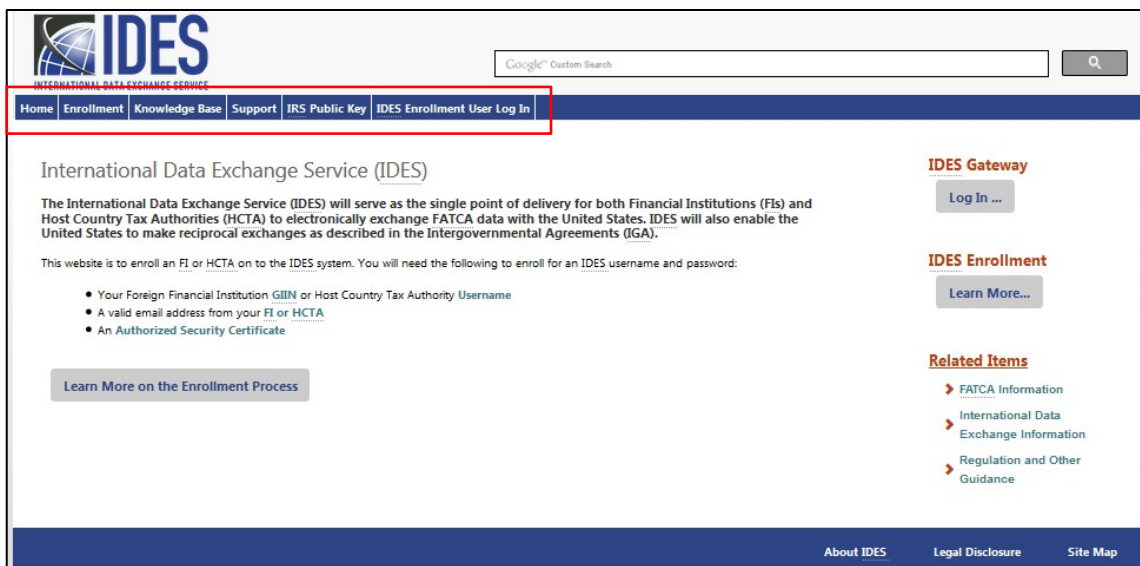 IDES
INTERNATIONAL DATA EXCHANGE SERVICE
Google™ Custom Search
Home Enrollment Knowledge Base Support IRS Public Key IDES Enrollment User Log In
International Data Exchange Service (IDES)
The International Data Exchange Service (IDES) will serve as the single point of delivery for both Financial Institutions (FIs) and
Host Country Tax Authorities (HCTA) to electronically exchange FATCA data with the United States. IDES will also enable the
United States to make reciprocal exchanges as described in the Intergovernmental Agreements (IGA).
This website is to enroll an FI or HCTA on to the IDES system. You will need the following to enroll for an IDES username and password:
• Your Foreign Financial Institution GIIN or Host Country Tax Authority Username
• A valid email address from your FI or HCTA
• An Authorized Security Certificate
Learn More on the Enrollment Process
IDES Gateway
Log In ...
IDES Enrollment
Learn More...
Related Items
FATCA Information
International Data
Exchange Information
Regulation and Other
Guidance
About IDES Legal Disclosure Site Map